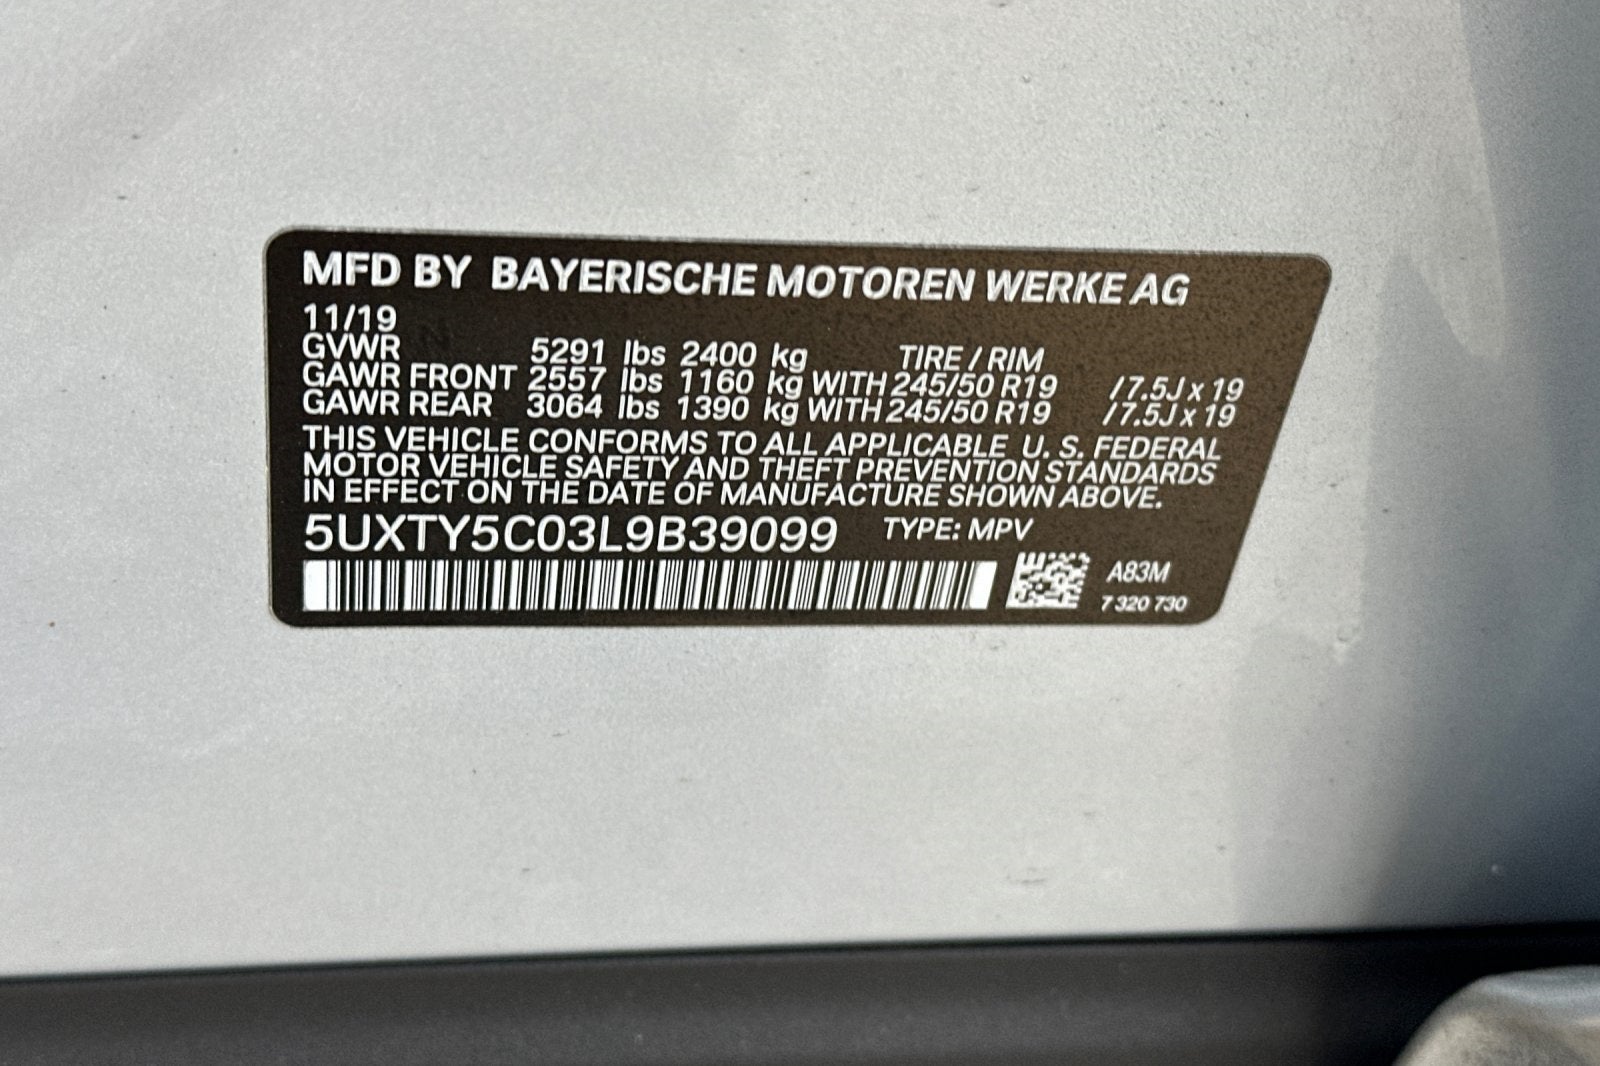 MFD BY BAYERISCHE MOTOREN WERKE AG
11/19
GVWR 5291 lbs 2400 kg TIRE / RIM
GAWR FRONT 2557 lbs 1160 kg WITH 245/50 R19 / 7.5J x 19
GAWR REAR 3064 lbs 1390 kg WITH 245/50 R19 / 7.5J x 19
THIS VEHICLE CONFORMS TO ALL APPLICABLE U. S. FEDERAL
MOTOR VEHICLE SAFETY AND THEFT PREVENTION STANDARDS
IN EFFECT ON THE DATE OF MANUFACTURE SHOWN ABOVE.
5UXTY5C03L9B39099 TYPE: MPV
A83M
7 320 730